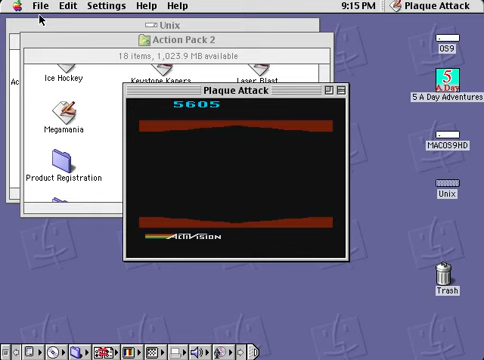 File Edit Settings Help Help 9:15 PM Plaque Attack
Unix
Action Pack 2
18 items, 1,023.9 MB available
Ice Hockey
Keystone Kapers
Laser Blast
Megamania
Product Registration
Plaque Attack
5605
ACTIVISION
OS9
5
A Day
5 A Day Adventures
MACOS9HD
Unix
Trash